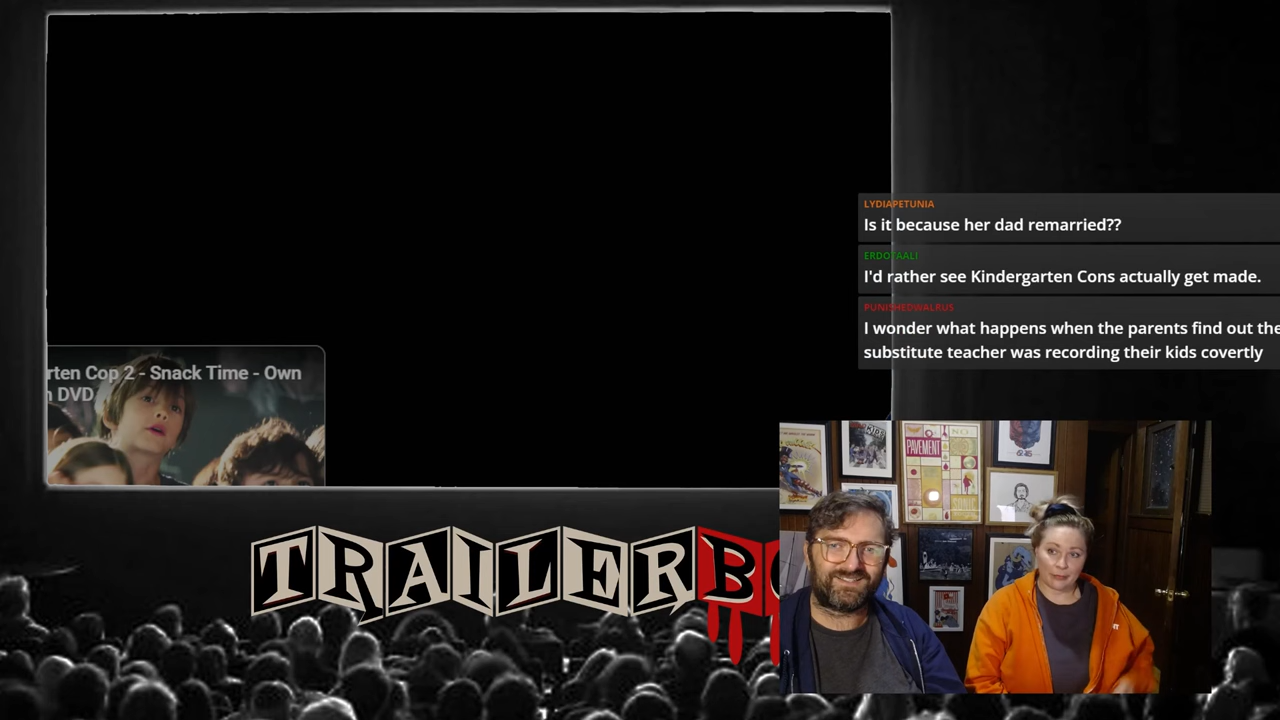 LYDIAPETUNIA
Is it because her dad remarried??
ERDOTAALI
I'd rather see Kindergarten Cons actually get made.
PUNISHEDWALRUS
I wonder what happens when the parents find out the
substitute teacher was recording their kids covertly
rten Cop 2 - Snack Time - Own
n DVD
PAVEMENT
TRAILERB